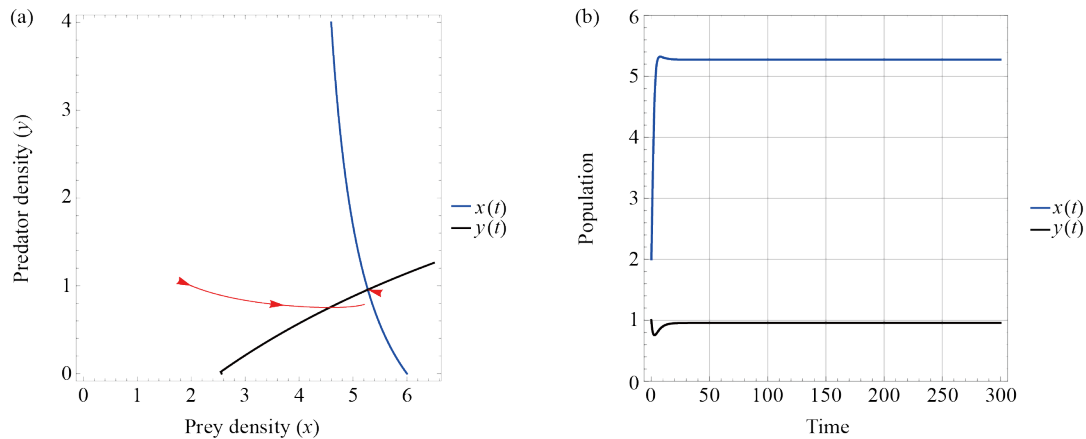 (a)
4
3
2
1
0
0 1 2 3 4 5 6
Predator density (y)
Prey density (x)
x(t)
y(t)
(b)
6
5
4
3
2
1
0
0 50 100 150 200 250 300
Population
Time
x(t)
y(t)